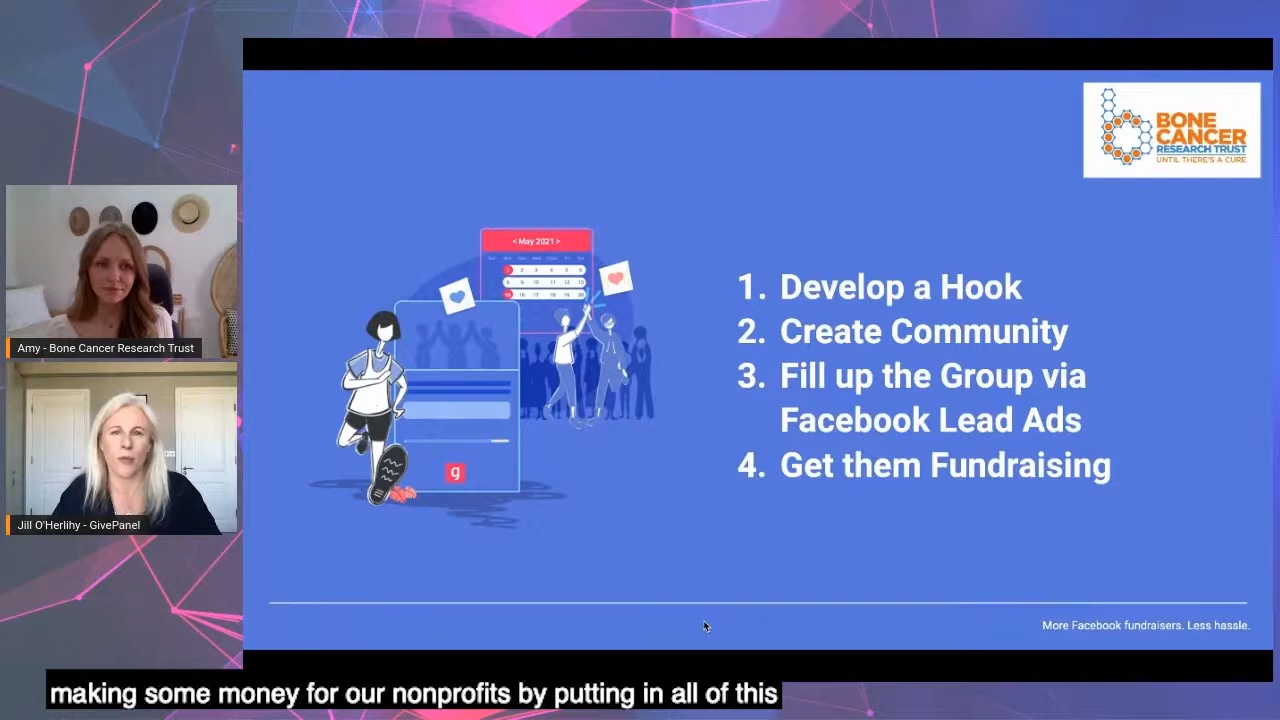 BONE
CANCER
RESEARCH TRUST
UNTIL THERE'S A CURE
< May 2021 >
1. Develop a Hook
2. Create Community
3. Fill up the Group via
Facebook Lead Ads
4. Get them Fundraising
g
Amy - Bone Cancer Research Trust
Jill O'Herlihy - GivePanel
More Facebook fundraisers. Less hassle.
making some money for our nonprofits by putting in all of this